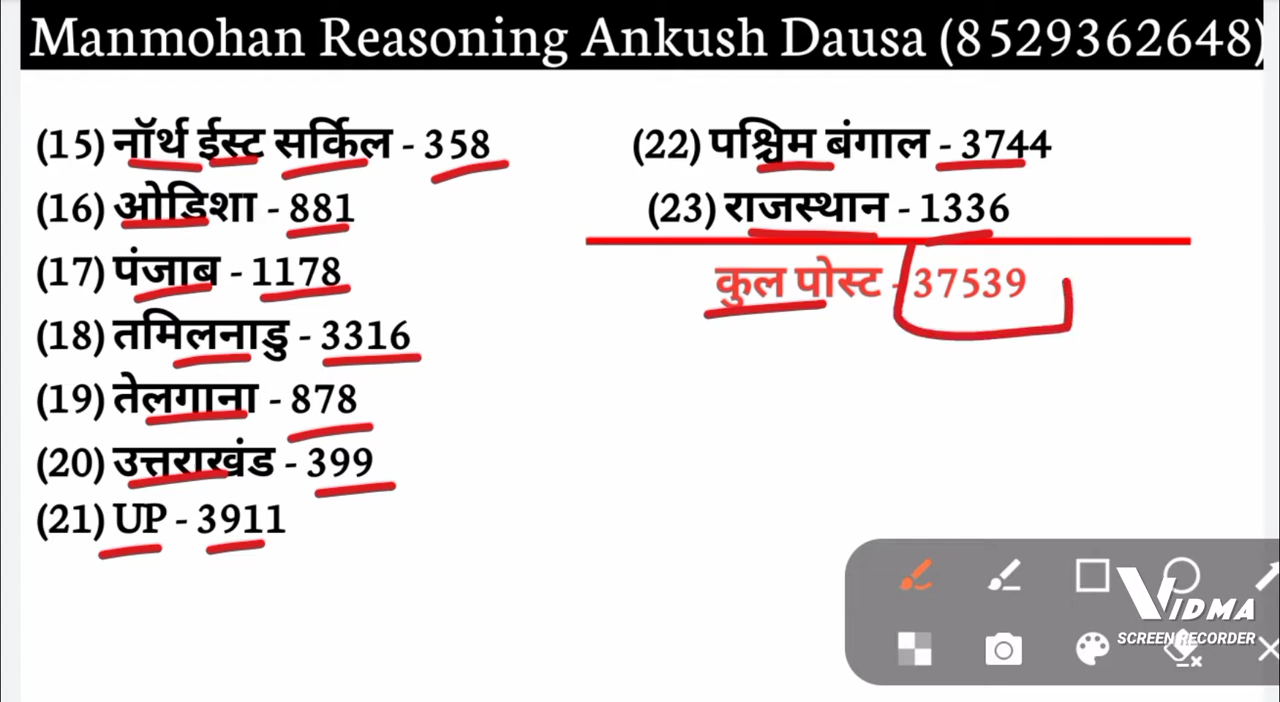 Manmohan Reasoning Ankush Dausa (8529362648)
(15) नॉर्थ ईस्ट सर्किल - 358
(16) ओडिशा - 881
(17) पंजाब - 1178
(18) तमिलनाडु - 3316
(19) तेलगाना - 878
(20) उत्तराखंड - 399
(21) UP - 3911
(22) पश्चिम बंगाल - 3744
(23) राजस्थान - 1336
कुल पोस्ट - 37539
VIDMA
SCREEN RECORDER